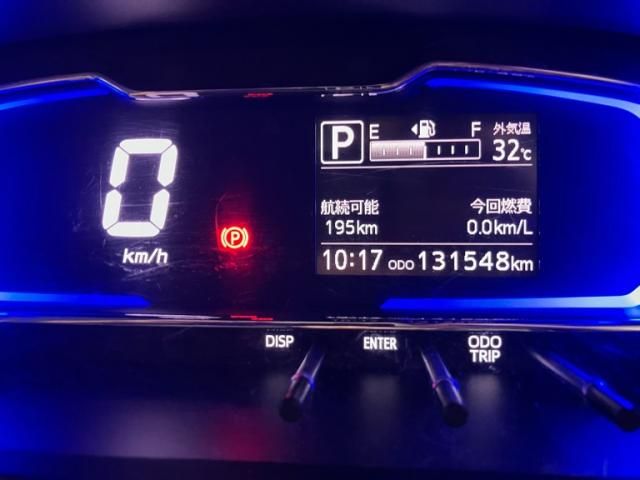 0
km/h
P
P
E F
外気温
32℃
航続可能
195km
今回燃費
0.0km/L
10:17 ODO 131548km
DISP
ENTER
ODO
TRIP